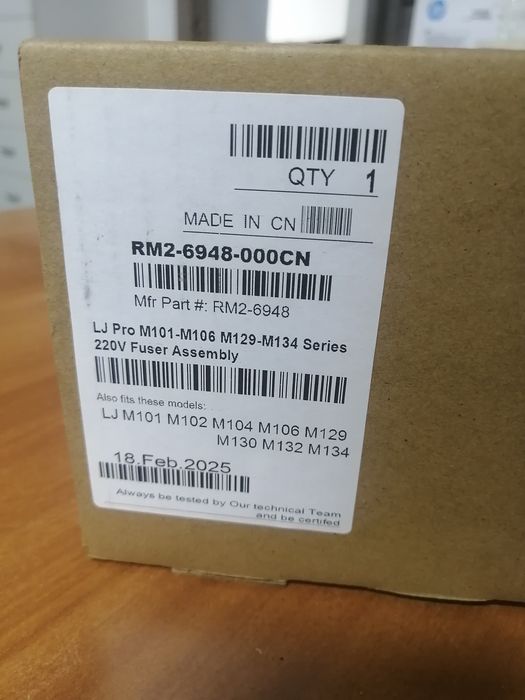 QTY 1
MADE IN CN
RM2-6948-000CN
Mfr Part #: RM2-6948
LJ Pro M101-M106 M129-M134 Series
220V Fuser Assembly
Also fits these models:
LJ M101 M102 M104 M106 M129
M130 M132 M134
18.Feb.2025
Always be tested by Our technical Team
and be certifed